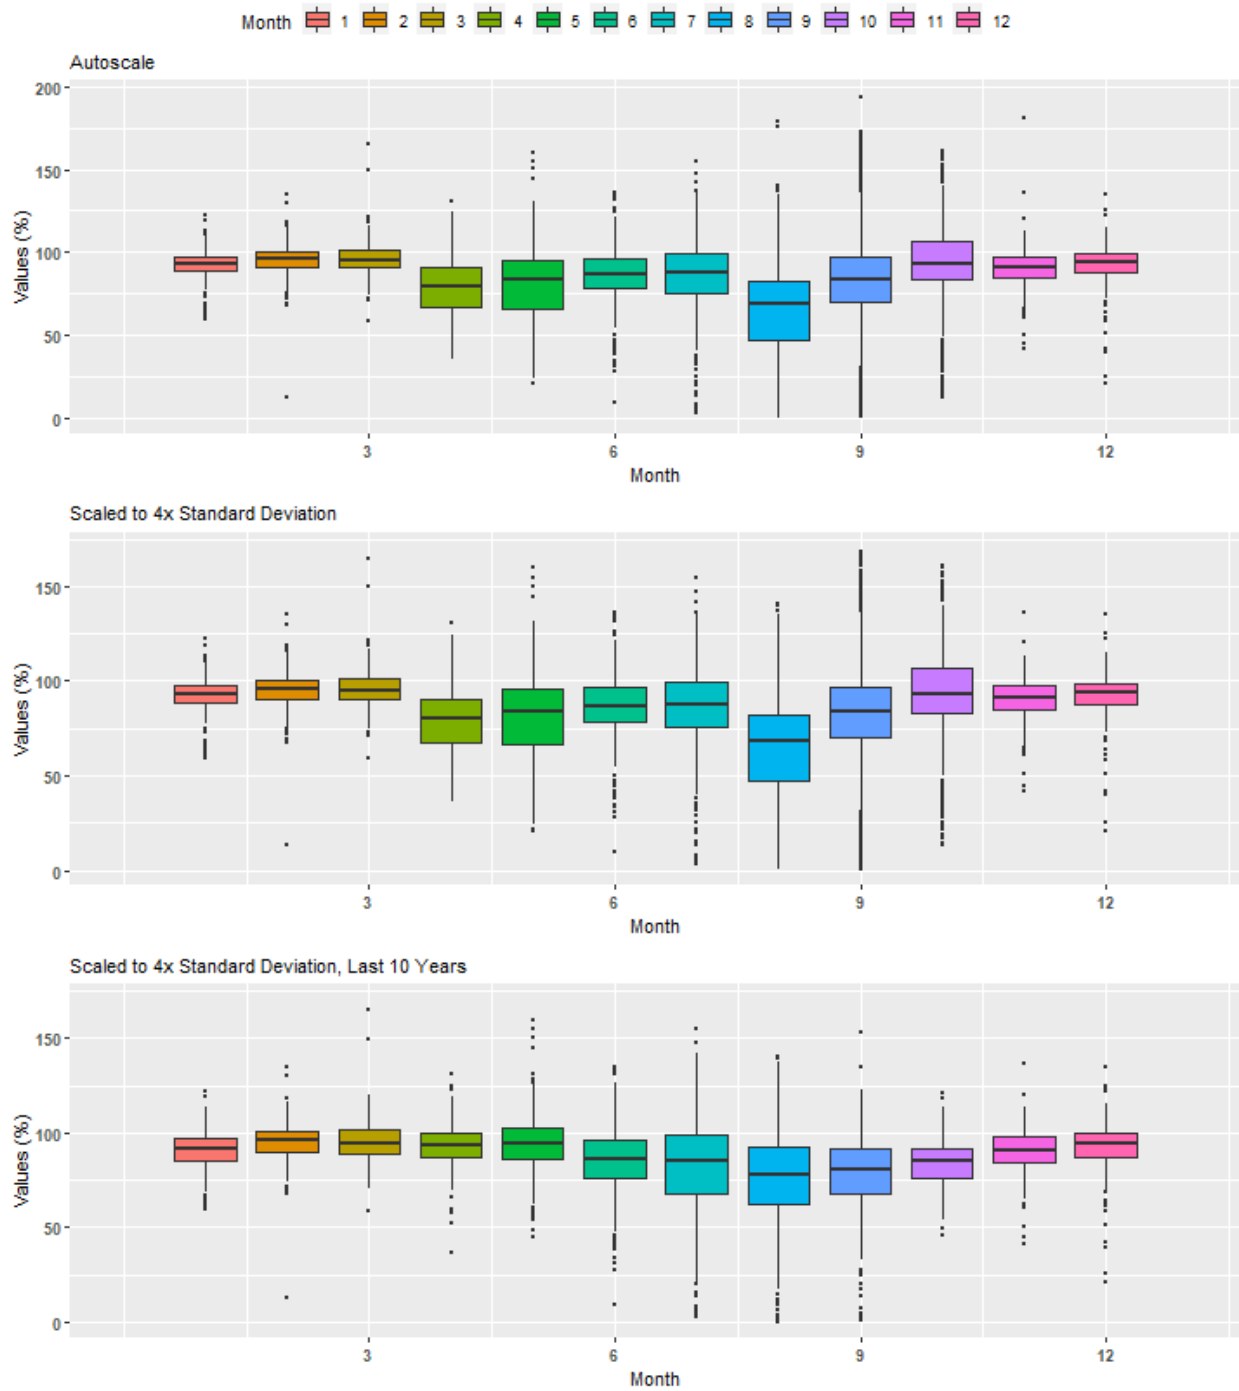 Month 1 2 3 4 5 6 7 8 9 10 11 12
Autoscale
200
150
100
50
0
Values (%)
3 6 9 12
Month
Scaled to 4x Standard Deviation
150
100
50
0
Values (%)
3 6 9 12
Month
Scaled to 4x Standard Deviation, Last 10 Years
150
100
50
0
Values (%)
3 6 9 12
Month